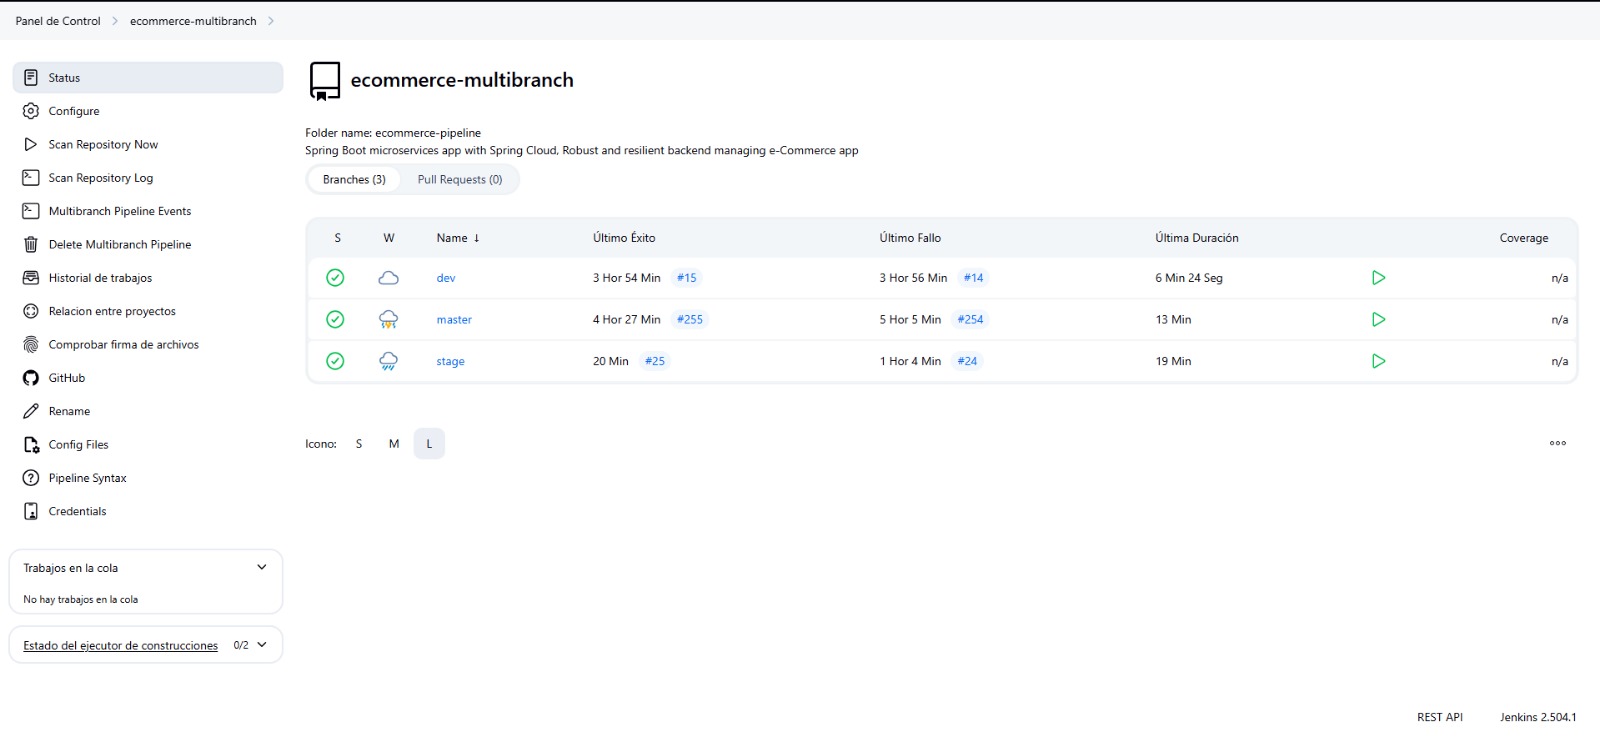 Panel de Control > ecommerce-multibranch >
Status
Configure
Scan Repository Now
Scan Repository Log
Multibranch Pipeline Events
Delete Multibranch Pipeline
Historial de trabajos
Relacion entre proyectos
Comprobar firma de archivos
GitHub
Rename
Config Files
Pipeline Syntax
Credentials
Trabajos en la cola
No hay trabajos en la cola
Estado del ejecutor de construcciones 0/2
ecommerce-multibranch
Folder name: ecommerce-pipeline
Spring Boot microservices app with Spring Cloud, Robust and resilient backend managing e-Commerce app
Branches (3) Pull Requests (0)
S W Name ↓ Último Éxito Último Fallo Última Duración Coverage
dev 3 Hor 54 Min #15 3 Hor 56 Min #14 6 Min 24 Seg n/a
master 4 Hor 27 Min #255 5 Hor 5 Min #254 13 Min n/a
stage 20 Min #25 1 Hor 4 Min #24 19 Min n/a
Icono: S M L
REST API Jenkins 2.504.1